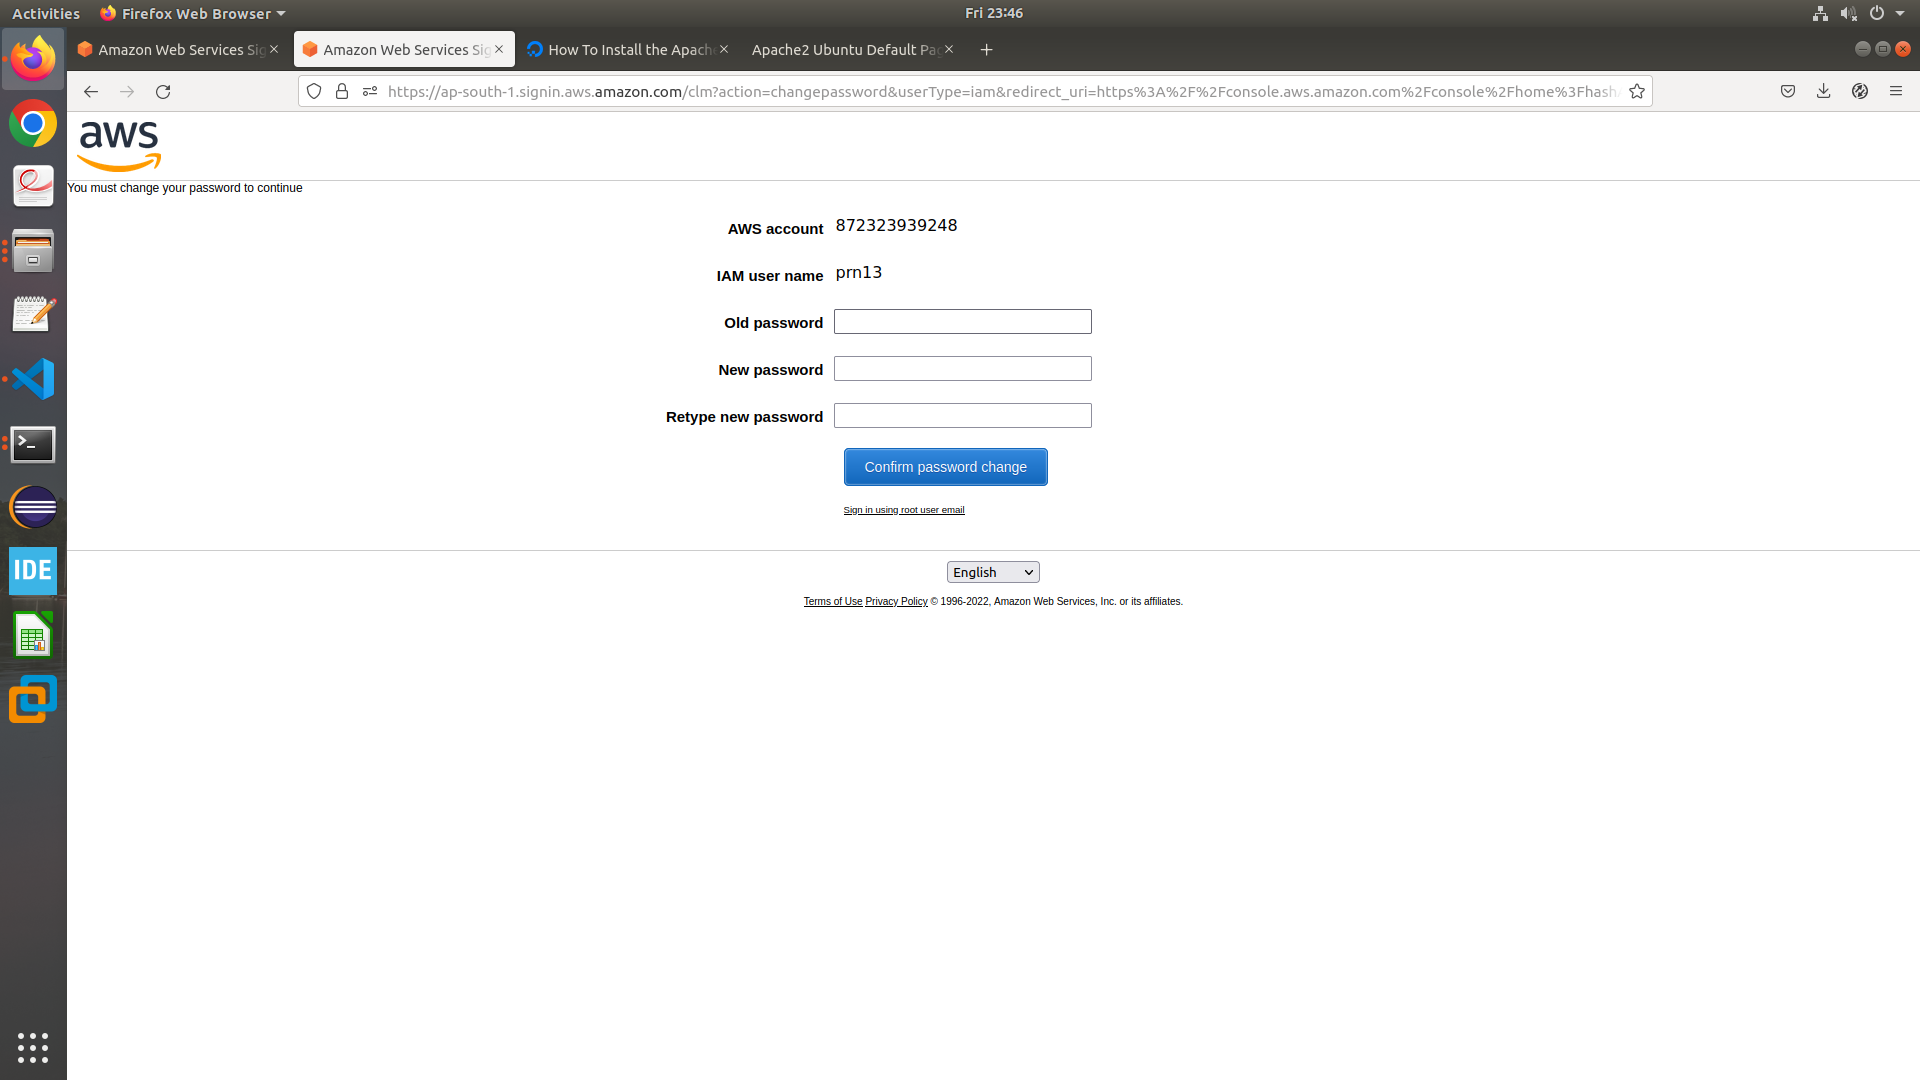 Activities Firefox Web Browser Fri 23:46
Amazon Web Services Sig Amazon Web Services Sig How To Install the Apache Apache2 Ubuntu Default Pag
https://ap-south-1.signin.aws.amazon.com/clm?action=changepassword&userType=iam&redirect_uri=https%3A%2F%2Fconsole.aws.amazon.com%2Fconsole%2Fhome%3Fhash
aws
You must change your password to continue
AWS account 872323939248
IAM user name prn13
Old password
New password
Retype new password
Confirm password change
Sign in using root user email
English
Terms of Use Privacy Policy © 1996-2022, Amazon Web Services, Inc. or its affiliates.
IDE